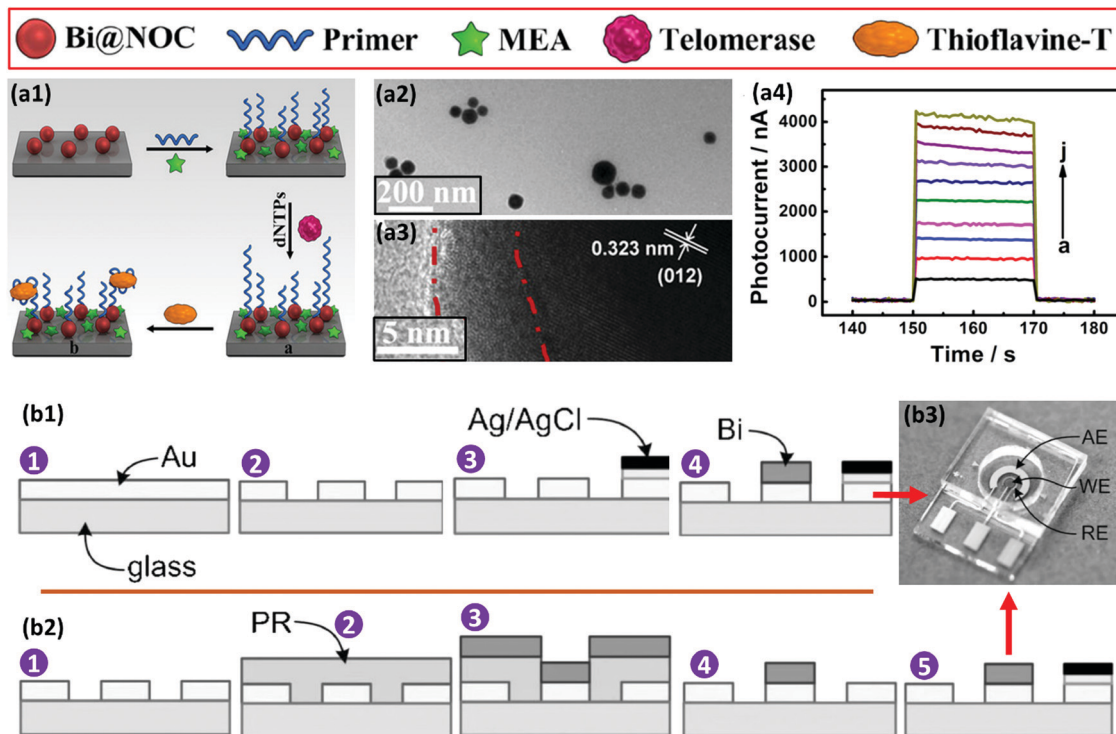 Bi@NOC Primer MEA Telomerase Thioflavine-T
(a1)
dNTPs
b
a
(a2)
200 nm
(a3)
0.323 nm
(012)
5 nm
(a4)
Photocurrent / nA
4000
3000
2000
1000
0
j
a
140 150 160 170 180
Time / s
(b1)
1
Au
glass
2
3
Ag/AgCl
4
Bi
(b3)
AE
WE
RE
(b2)
1
PR
2
3
4
5